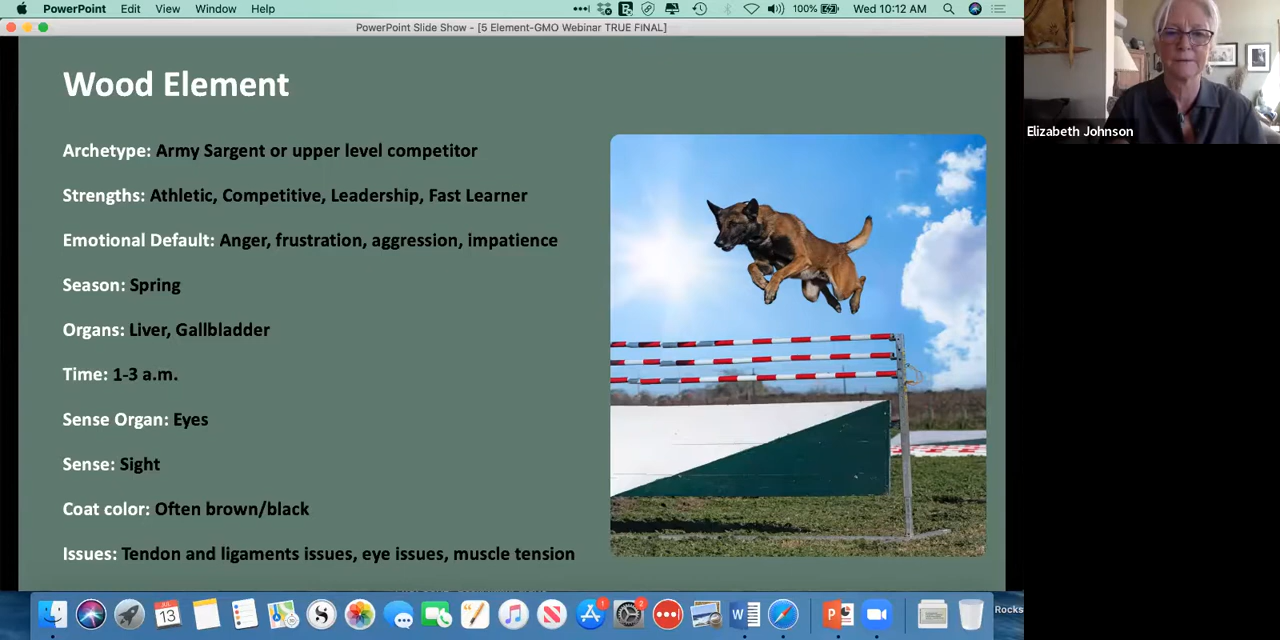 PowerPoint Edit View Window Help 100% Wed 10:12 AM
PowerPoint Slide Show - [5 Element-GMO Webinar TRUE FINAL]
Wood Element
Archetype: Army Sargent or upper level competitor
Strengths: Athletic, Competitive, Leadership, Fast Learner
Emotional Default: Anger, frustration, aggression, impatience
Season: Spring
Organs: Liver, Gallbladder
Time: 1-3 a.m.
Sense Organ: Eyes
Sense: Sight
Coat color: Often brown/black
Issues: Tendon and ligaments issues, eye issues, muscle tension
Elizabeth Johnson
13
1
2
Rocks